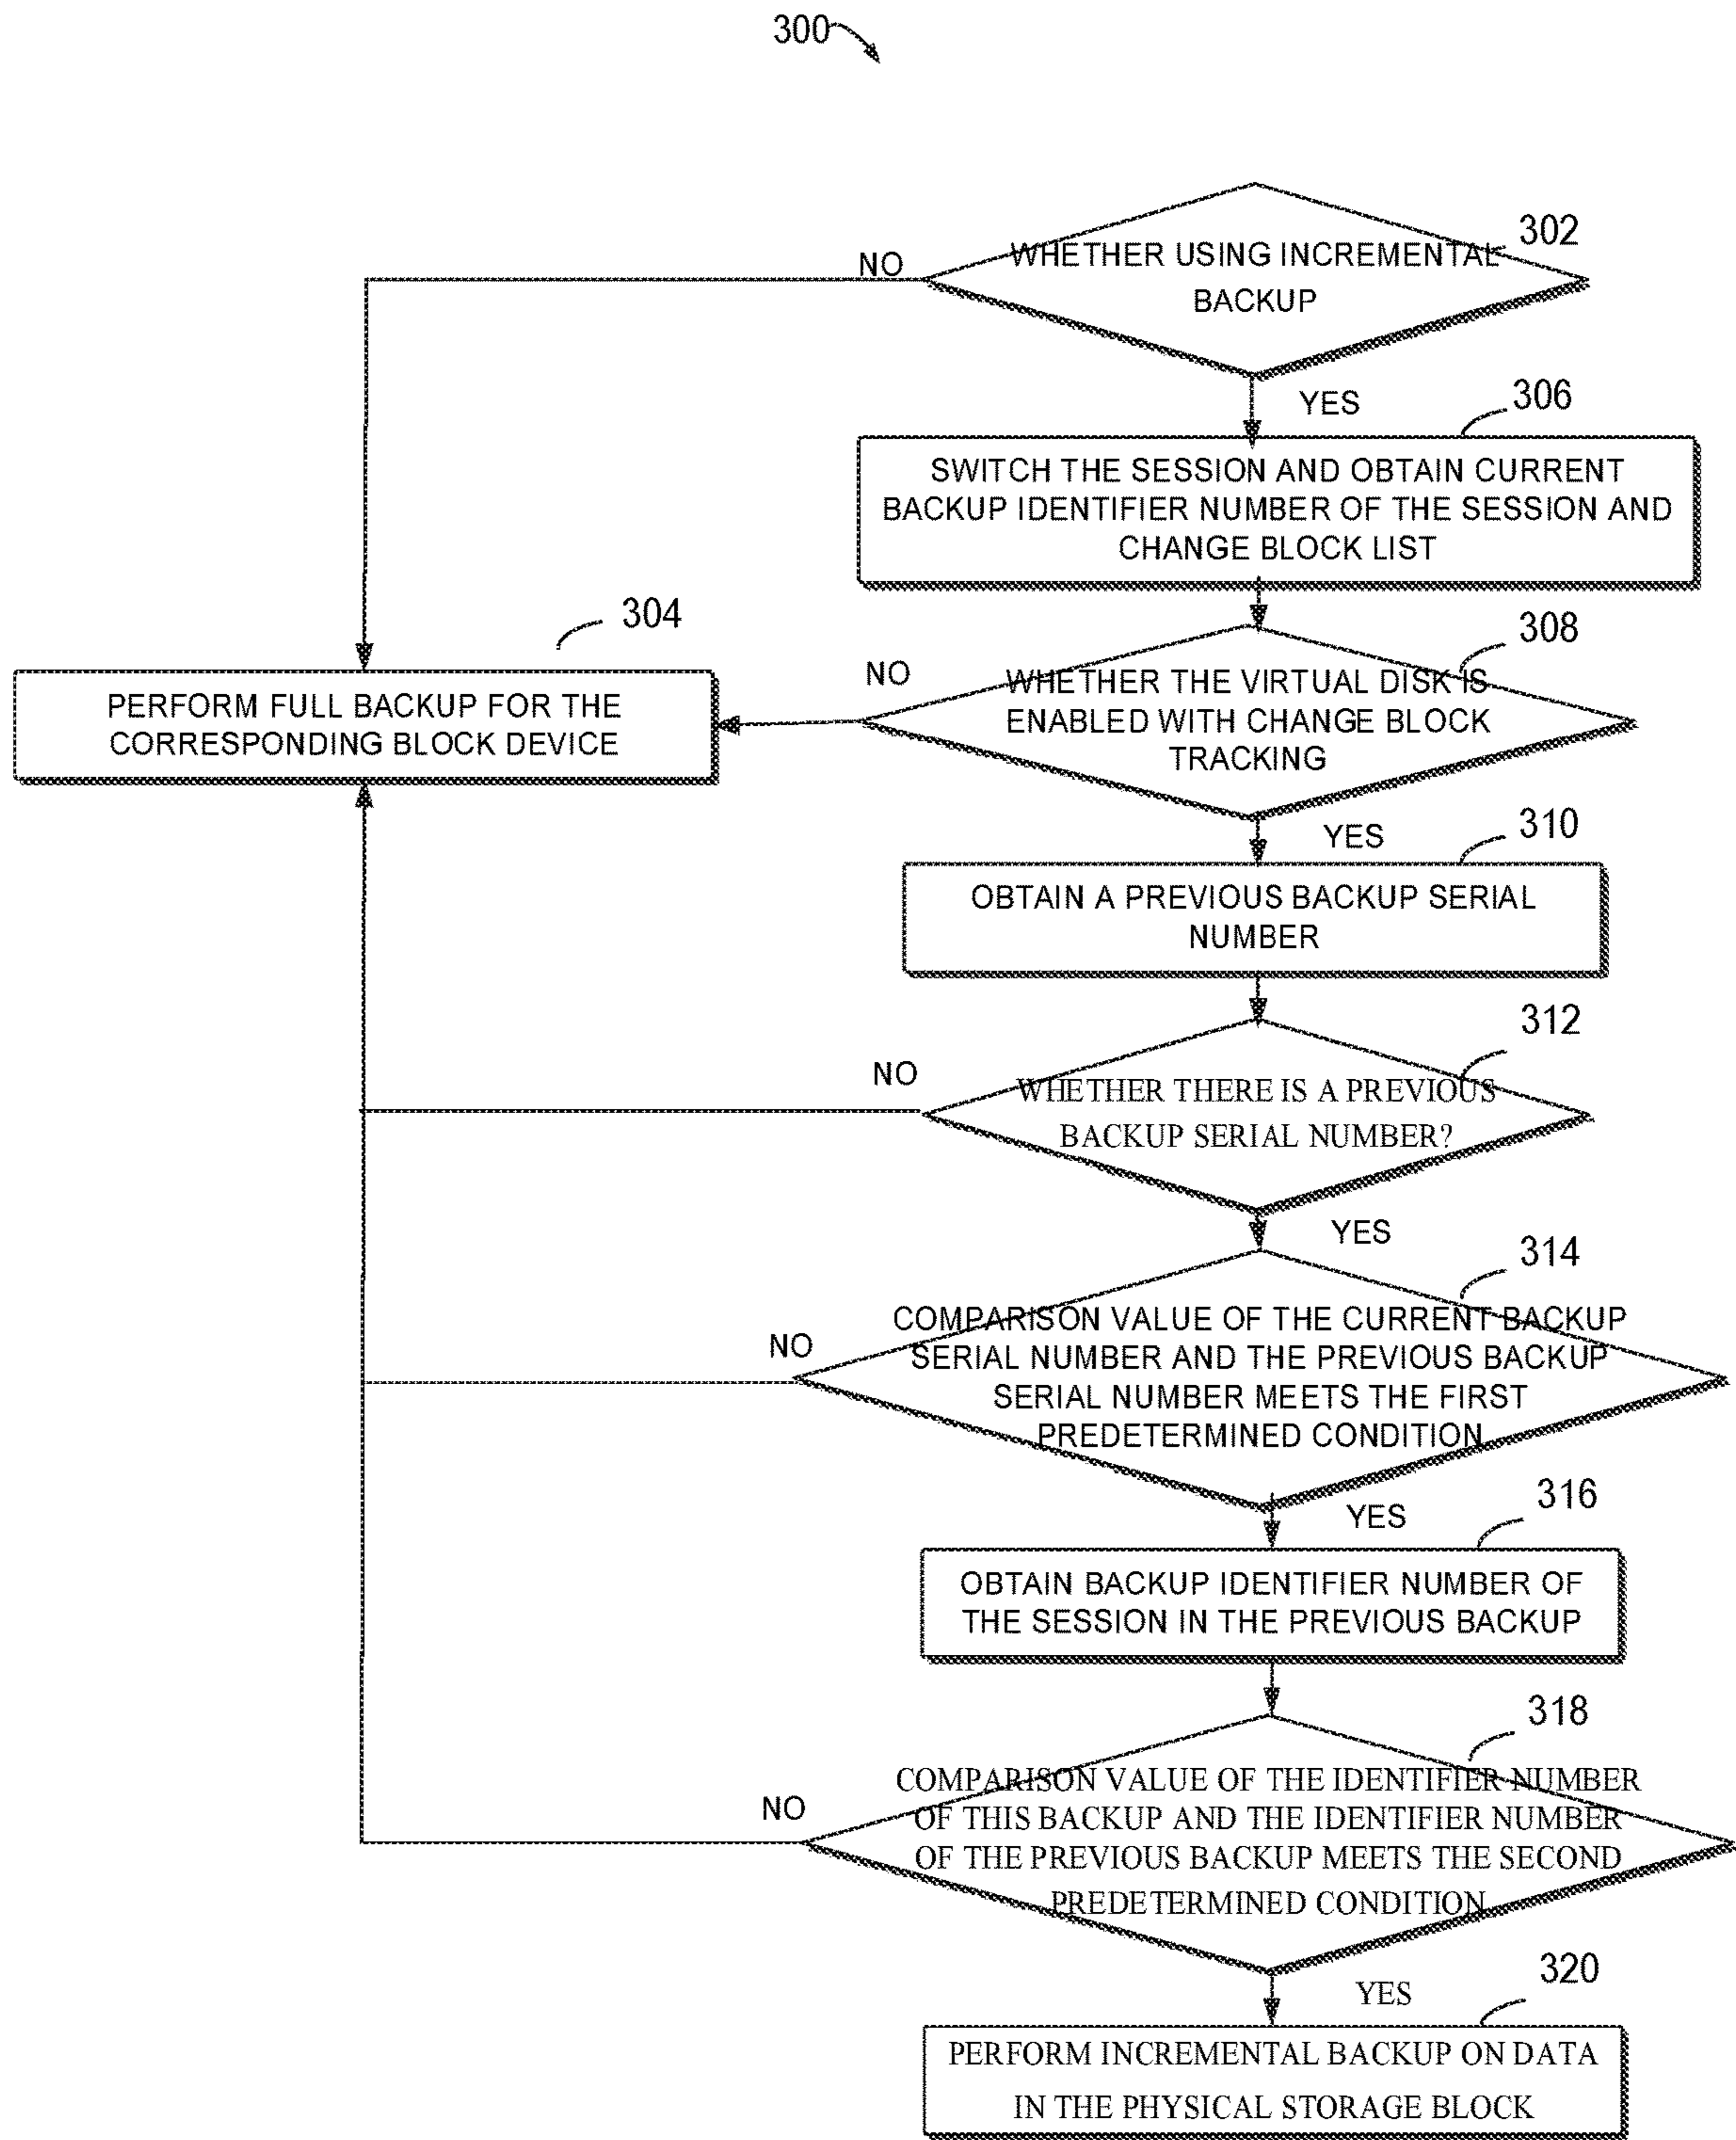 300
302
NO
WHETHER USING INCREMENTAL
BACKUP
YES
306
SWITCH THE SESSION AND OBTAIN CURRENT
BACKUP IDENTIFIER NUMBER OF THE SESSION AND
CHANGE BLOCK LIST
304
308
NO
WHETHER THE VIRTUAL DISK IS
ENABLED WITH CHANGE BLOCK
TRACKING
PERFORM FULL BACKUP FOR THE
CORRESPONDING BLOCK DEVICE
YES
310
OBTAIN A PREVIOUS BACKUP SERIAL
NUMBER
312
NO
WHETHER THERE IS A PREVIOUS
BACKUP SERIAL NUMBER?
YES
314
NO
COMPARISON VALUE OF THE CURRENT BACKUP
SERIAL NUMBER AND THE PREVIOUS BACKUP
SERIAL NUMBER MEETS THE FIRST
PREDETERMINED CONDITION
YES
316
OBTAIN BACKUP IDENTIFIER NUMBER OF
THE SESSION IN THE PREVIOUS BACKUP
318
NO
COMPARISON VALUE OF THE IDENTIFIER NUMBER
OF THIS BACKUP AND THE IDENTIFIER NUMBER
OF THE PREVIOUS BACKUP MEETS THE SECOND
PREDETERMINED CONDITION
YES
320
PERFORM INCREMENTAL BACKUP ON DATA
IN THE PHYSICAL STORAGE BLOCK